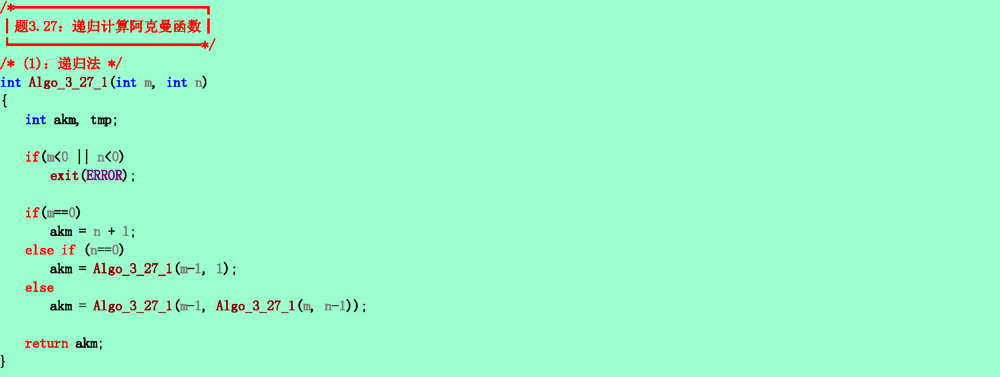 /*━━━━━━━━━━━━━┓
┃题3.27：递归计算阿克曼函数┃
┗━━━━━━━━━━━━━*/
/* (1)：递归法 */
int Algo_3_27_1(int m, int n)
{
	int akm, tmp;
	if(m<0 || n<0)
		exit(ERROR);
	if(m==0)
		akm = n + 1;
	else if (n==0)
		akm = Algo_3_27_1(m-1, 1);
	else
		akm = Algo_3_27_1(m-1, Algo_3_27_1(m, n-1));
	return akm;
}